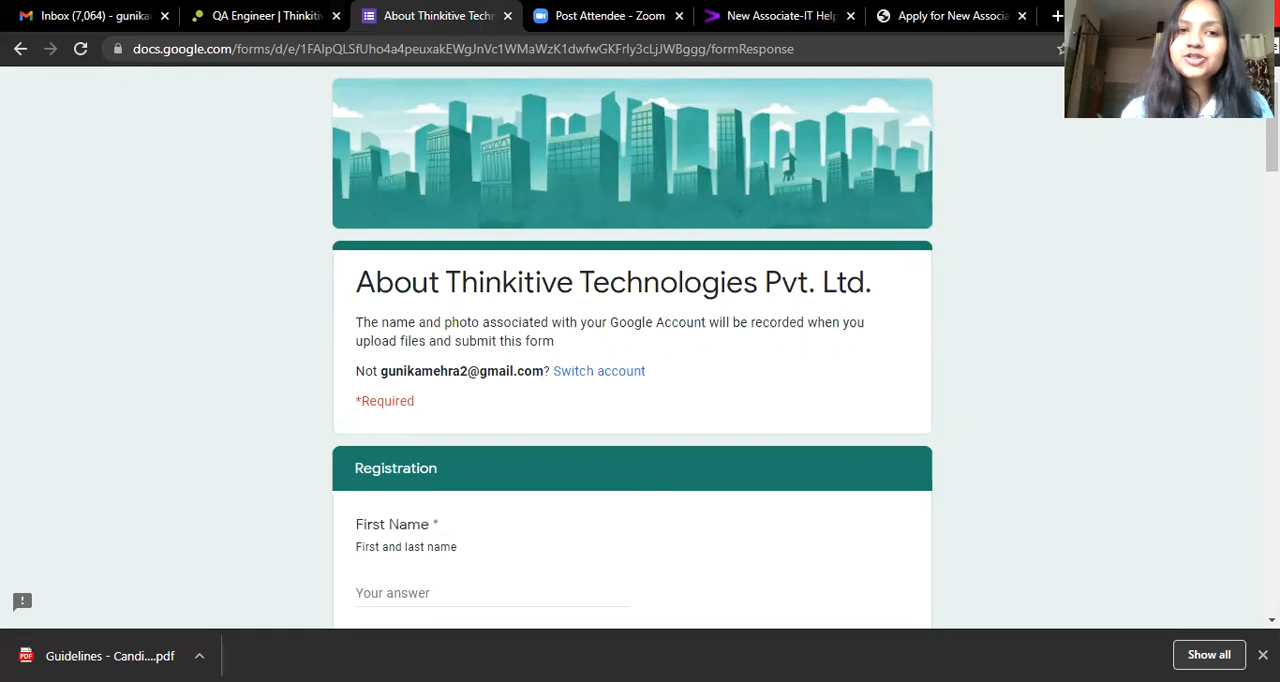 Inbox (7,064) - gunika
QA Engineer | Thinkitiv
About Thinkitive Techn
Post Attendee - Zoom
New Associate-IT Help
Apply for New Associa
docs.google.com/forms/d/e/1FAIpQLSfUho4a4peuxakEWgJnVc1WMaWzK1dwfwGKFrly3cLjJWBggg/formResponse
About Thinkitive Technologies Pvt. Ltd.
The name and photo associated with your Google Account will be recorded when you
upload files and submit this form
Not gunikamehra2@gmail.com? Switch account
*Required
Registration
First Name *
First and last name
Your answer
PDF
Guidelines - Candi....pdf
Show all